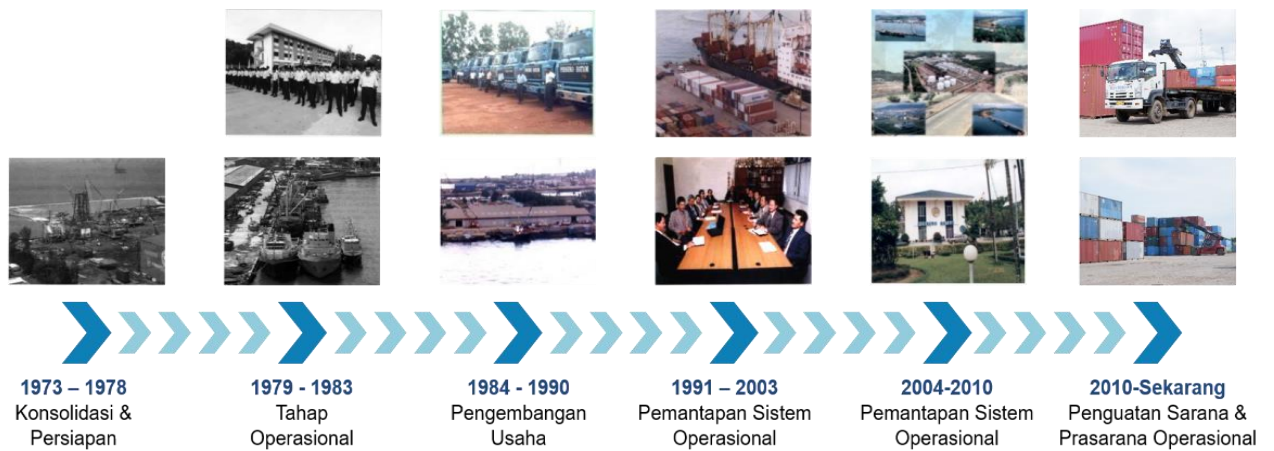 1973 – 1978
Konsolidasi &
Persiapan
1979 - 1983
Tahap
Operasional
1984 - 1990
Pengembangan
Usaha
1991 – 2003
Pemantapan Sistem
Operasional
2004-2010
Pemantapan Sistem
Operasional
2010-Sekarang
Penguatan Sarana &
Prasarana Operasional